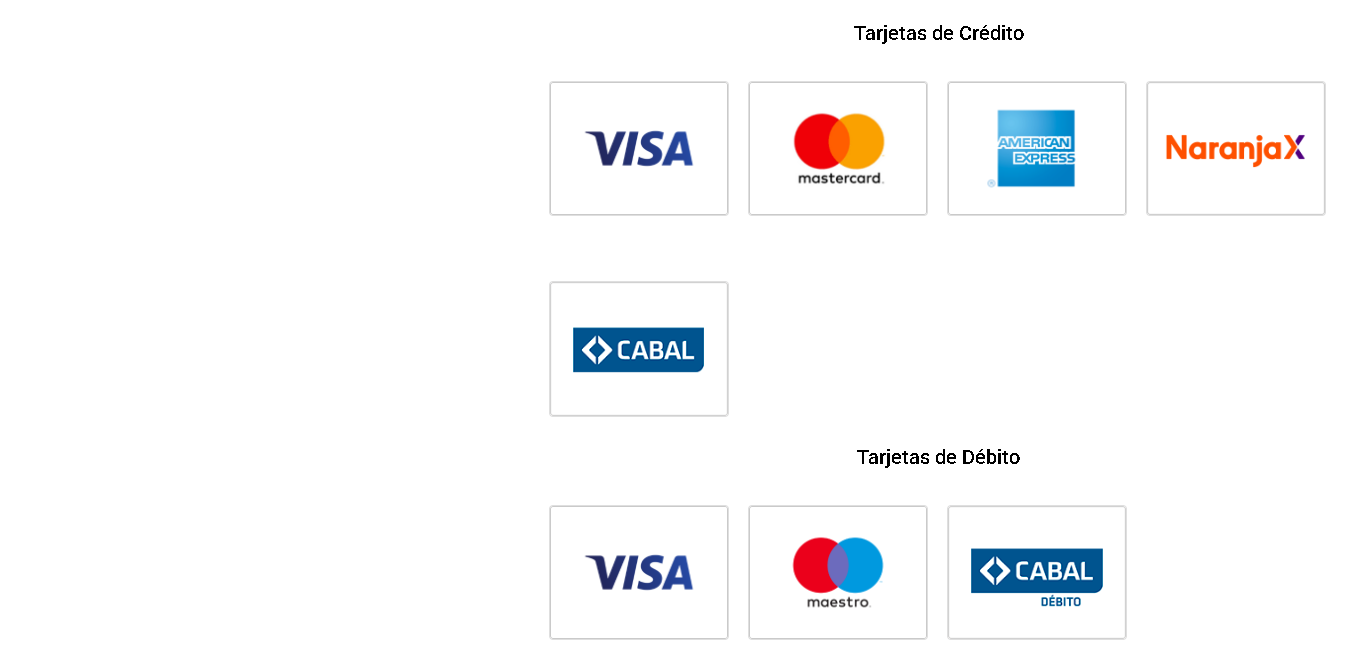 Tarjetas de Crédito
VISA
mastercard.
AMERICAN
EXPRESS
®
NaranjaX
CABAL
Tarjetas de Débito
VISA
maestro.
CABAL
DÉBITO